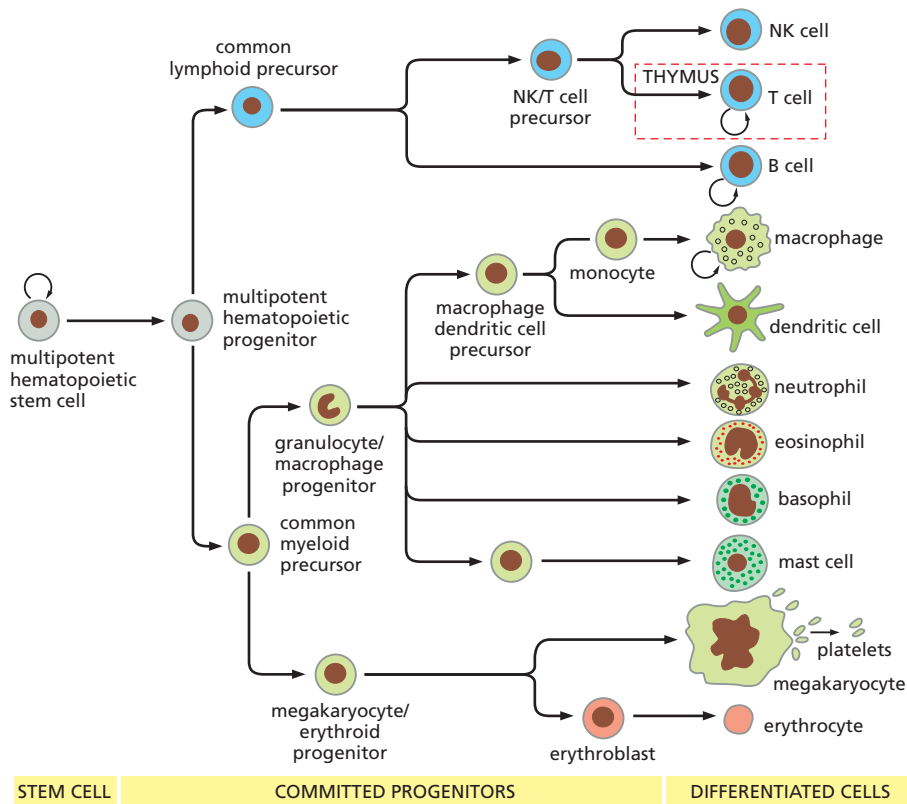 NK cell
common
lymphoid precursor
THYMUS
T cell
NK/T cell
precursor
B cell
macrophage
monocyte
multipotent
hematopoietic
progenitor
macrophage
dendritic cell
precursor
dendritic cell
multipotent
hematopoietic
stem cell
neutrophil
granulocyte/
macrophage
progenitor
eosinophil
basophil
common
myeloid
precursor
mast cell
platelets
megakaryocyte
megakaryocyte/
erythroid
progenitor
erythroblast
erythrocyte
STEM CELL
COMMITTED PROGENITORS
DIFFERENTIATED CELLS